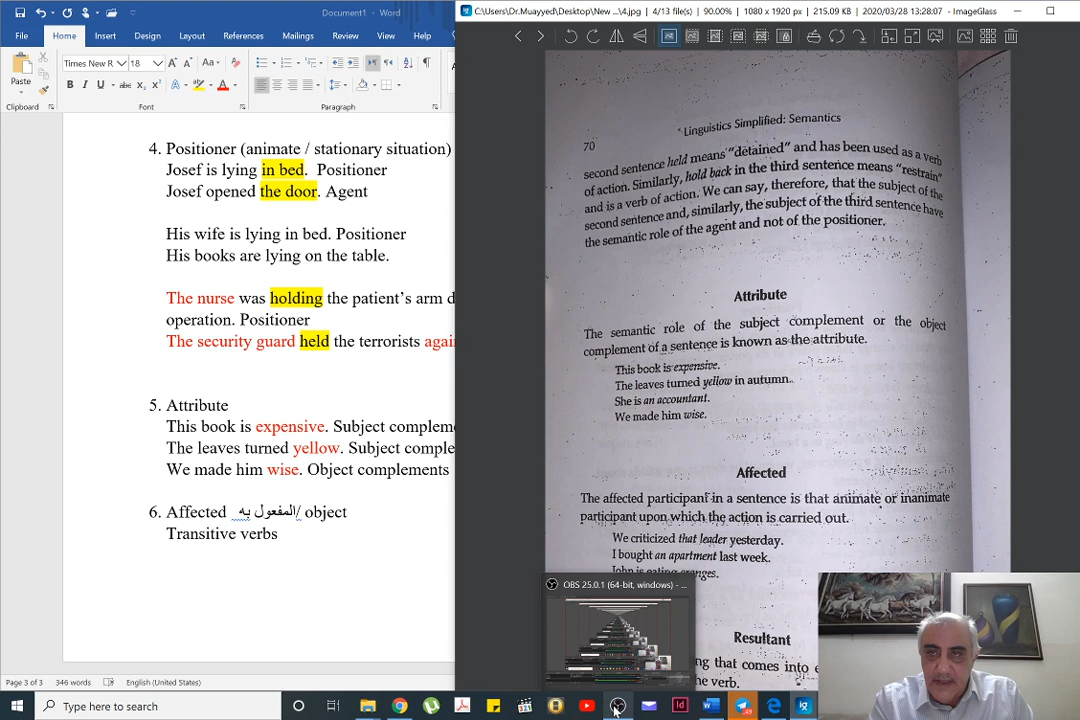 Document1 - Word
File Home Insert Design Layout References Mailings Review View Help
Paste
Times New R 18
Clipboard Font Paragraph
4. Positioner (animate / stationary situation)
Josef is lying in bed. Positioner
Josef opened the door. Agent
His wife is lying in bed. Positioner
His books are lying on the table.
The nurse was holding the patient's arm d
operation. Positioner
The security guard held the terrorists agai
5. Attribute
This book is expensive. Subject complem
The leaves turned yellow. Subject comple
We made him wise. Object complements
6. Affected المفعول به/ object
Transitive verbs
Page 3 of 3 346 words English (United States)
C:\Users\Dr.Muayyed\Desktop\New ...\4.jpg | 4/13 file(s) | 90.00% | 1080 x 1920 px | 215.09 KB | 2020/03/28 13:28:07 - ImageGlass
Linguistics Simplified: Semantics
70
second sentence held means "detained" and has been used as a verb
of action. Similarly, hold back in the third sentence means "restrain"
and is a verb of action. We can say, therefore, that the subject of the
second sentence and, similarly, the subject of the third sentence have
the semantic role of the agent and not of the positioner.
Attribute
The semantic role of the subject complement or the object
complement of a sentence is known as the attribute.
This book is expensive.
The leaves turned yellow in autumn.
She is an accountant.
We made him wise.
Affected
The affected participant in a sentence is that animate or inanimate
participant upon which the action is carried out.
We criticized that leader yesterday.
I bought an apartment last week.
John is eating oranges.
Resultant
ng that comes into e
he verb.
OBS 25.0.1 (64-bit, windows) - ...
Type here to search